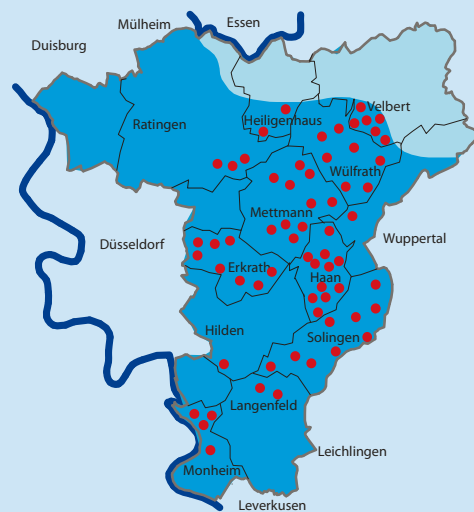 Essen
Mülheim
Duisburg
Velbert
Heiligenhaus
Ratingen
Wülfrath
Mettmann
Wuppertal
Düsseldorf
Erkrath
Haan
Hilden
Solingen
Langenfeld
Leichlingen
Monheim
Leverkusen